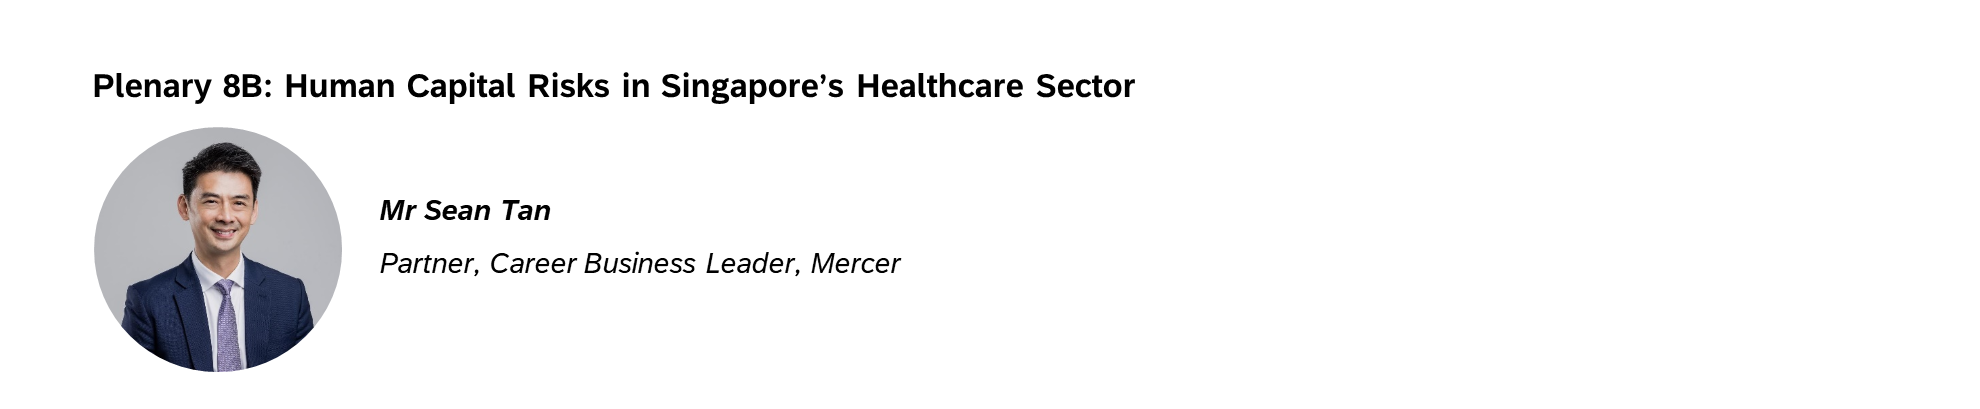 Plenary 8B: Human Capital Risks in Singapore’s Healthcare Sector
Mr Sean Tan
Partner, Career Business Leader, Mercer